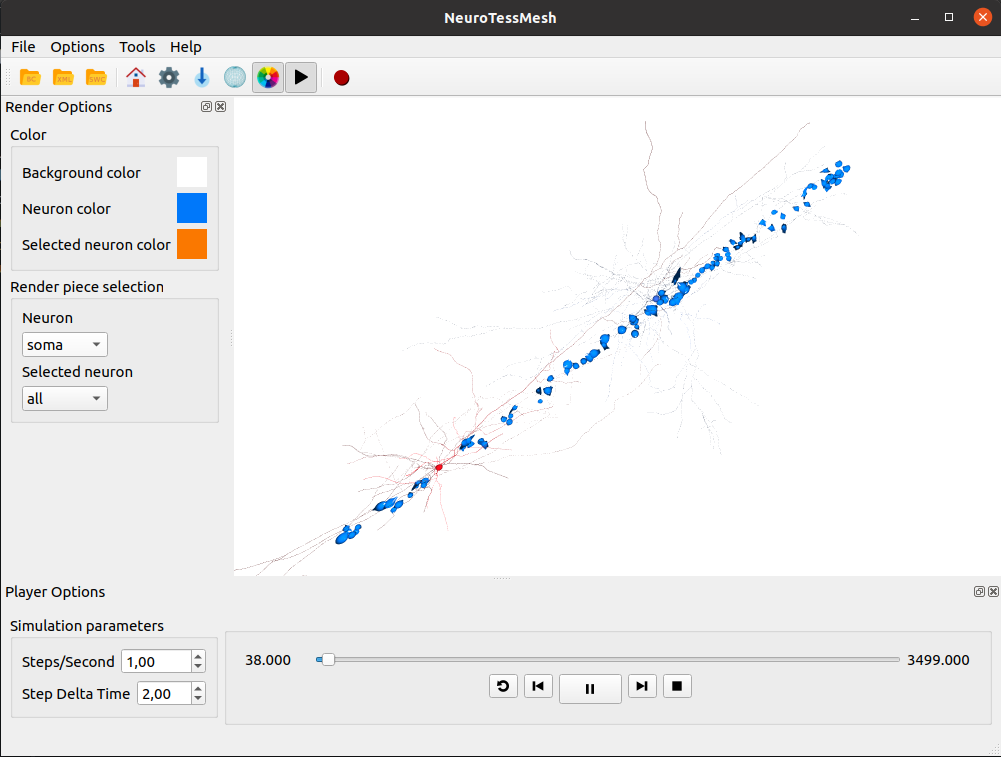 NeuroTessMesh
File Options Tools Help
BC XML SWC
Render Options
Color
Background color
Neuron color
Selected neuron color
Render piece selection
Neuron
soma
Selected neuron
all
Player Options
Simulation parameters
Steps/Second 1,00
Step Delta Time 2,00
38.000 3499.000